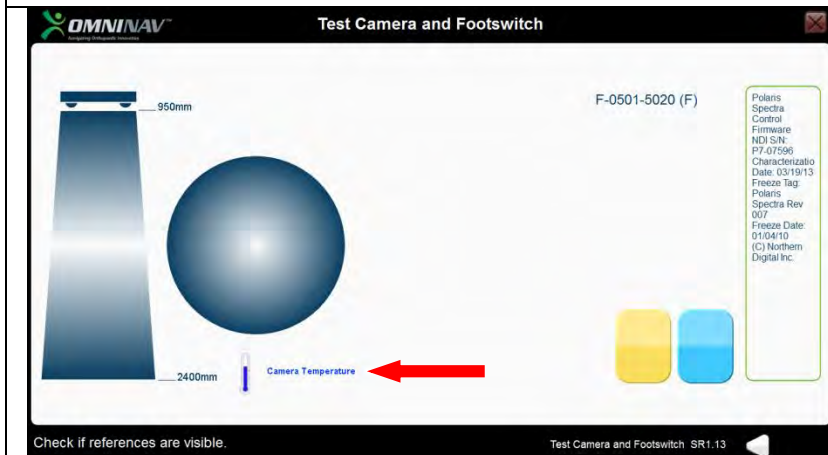 OMNINAV™
Navigating Orthopaedic Innovations
Test Camera and Footswitch
950mm
F-0501-5020 (F)
Polaris
Spectra
Control
Firmware
NDI S/N:
P7-07596
Characterizatio
Date: 03/19/13
Freeze Tag:
Polaris
Spectra Rev
007
Freeze Date:
01/04/10
(C) Northern
Digital Inc.
2400mm
Camera Temperature
Check if references are visible.
Test Camera and Footswitch SR1.13